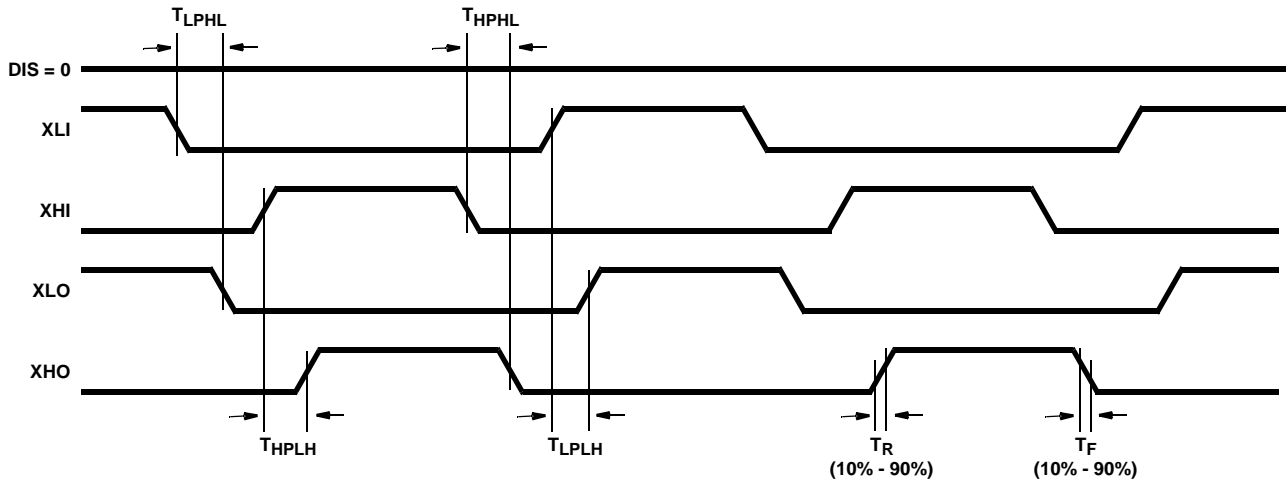 TLPHL THPHL
DIS = 0
XLI
XHI
XLO
XHO
THPLH TLPLH TR TF
(10% - 90%) (10% - 90%)